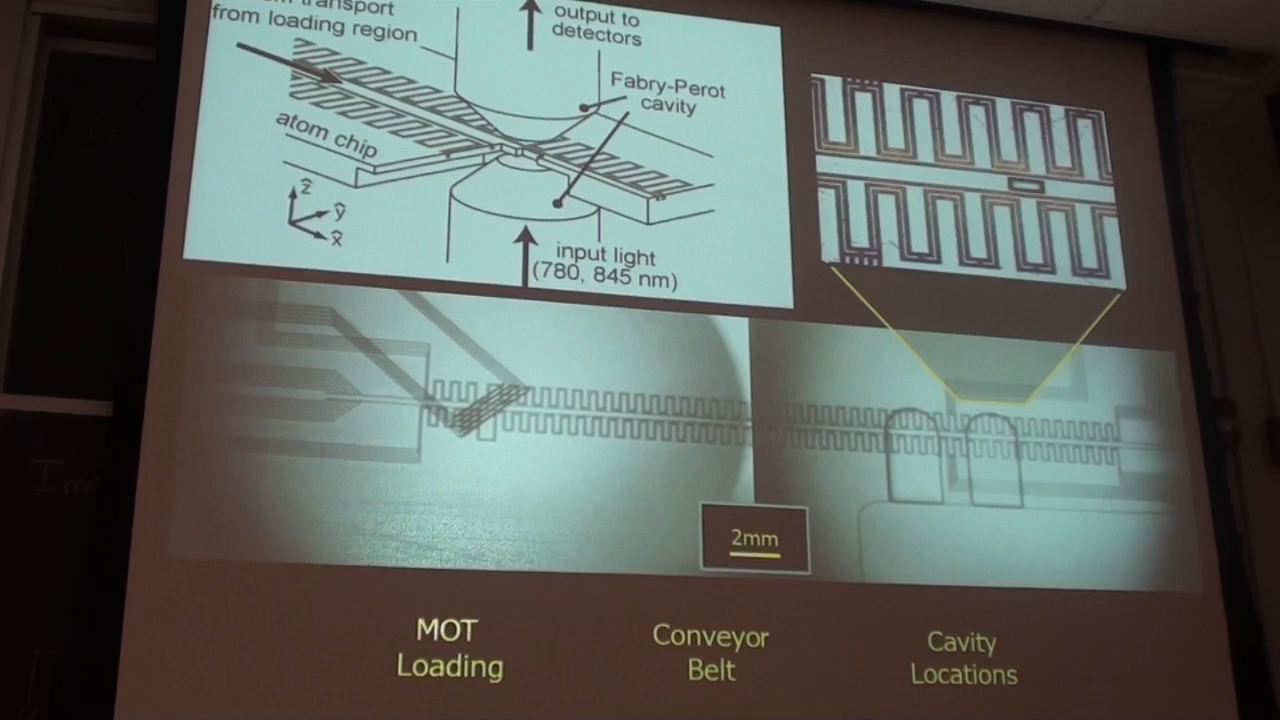 from loading region
output to
detectors
Fabry-Perot
cavity
atom chip
ẑ
ŷ
x̂
input light
(780, 845 nm)
2mm
MOT
Loading
Conveyor
Belt
Cavity
Locations